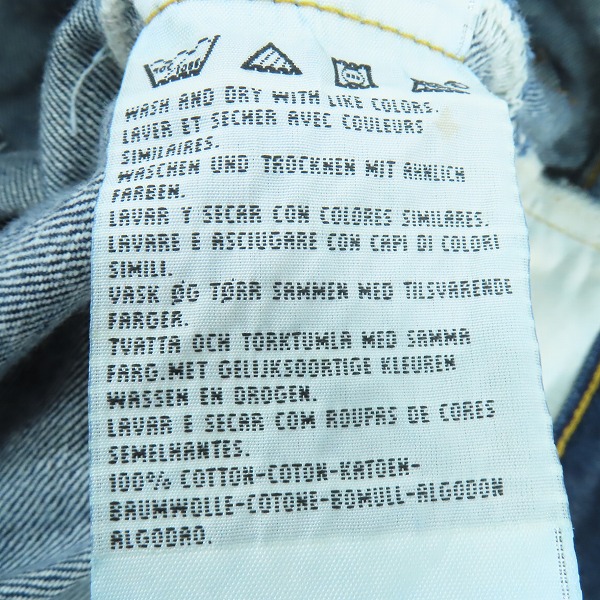 WASH AND DRY WITH LIKE COLORS.
LAVER ET SECHER AVEC COULEURS
SIMILAIRES.
WASCHEN UND TROCKNEN MIT AHNLICH
FARBEN.
LAVAR Y SECAR CON COLORES SIMILARES.
LAVARE E ASCIUGARE CON CAPI DI COLORI
SIMILI.
VASK ØG TØRR SAMMEN MED TILSVARENDE
FARGER.
TVATTA OCH TORKTUMLA MED SAMMA
FARG.MET GELIJKSOORTIGE KLEUREN
WASSEN EN DROGEN.
LAVAR E SECAR COM ROUPAS DE CORES
SEMELHANTES.
100% COTTON-COTON-KATOEN-
BAUMWOLLE-COTONE-BOMULL-ALGODON
ALGODAO.